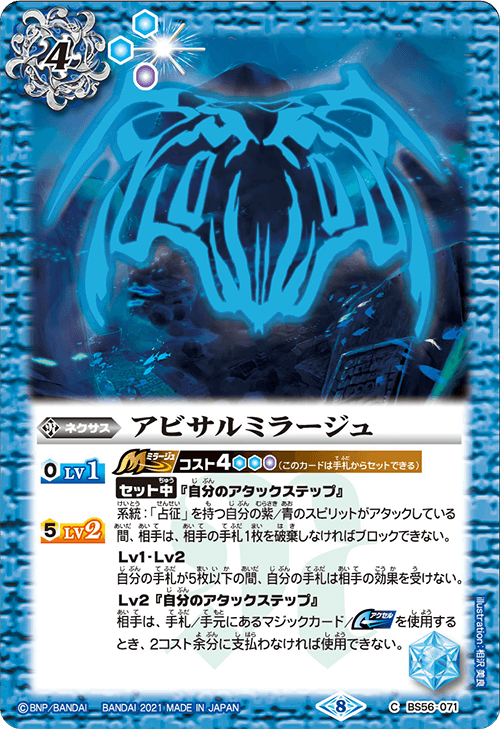 4
ネクサス アビサルミラージュ
0 LV1
5 LV2
ミラージュ コスト4 (このカードは手札からセットできる)
セット中『自分のアタックステップ』
系統:「占征」を持つ自分の紫/青のスピリットがアタックしている
間、相手は、相手の手札1枚を破棄しなければブロックできない。
Lv1・Lv2
自分の手札が5枚以下の間、自分の手札は相手の効果を受けない。
Lv2『自分のアタックステップ』
相手は、手札/手元にあるマジックカード/アクセルを使用する
とき、2コスト余分に支払わなければ使用できない。
illustration:相沢 美良
©BNP/BANDAI BANDAI 2021 MADE IN JAPAN 8 C BS56-071